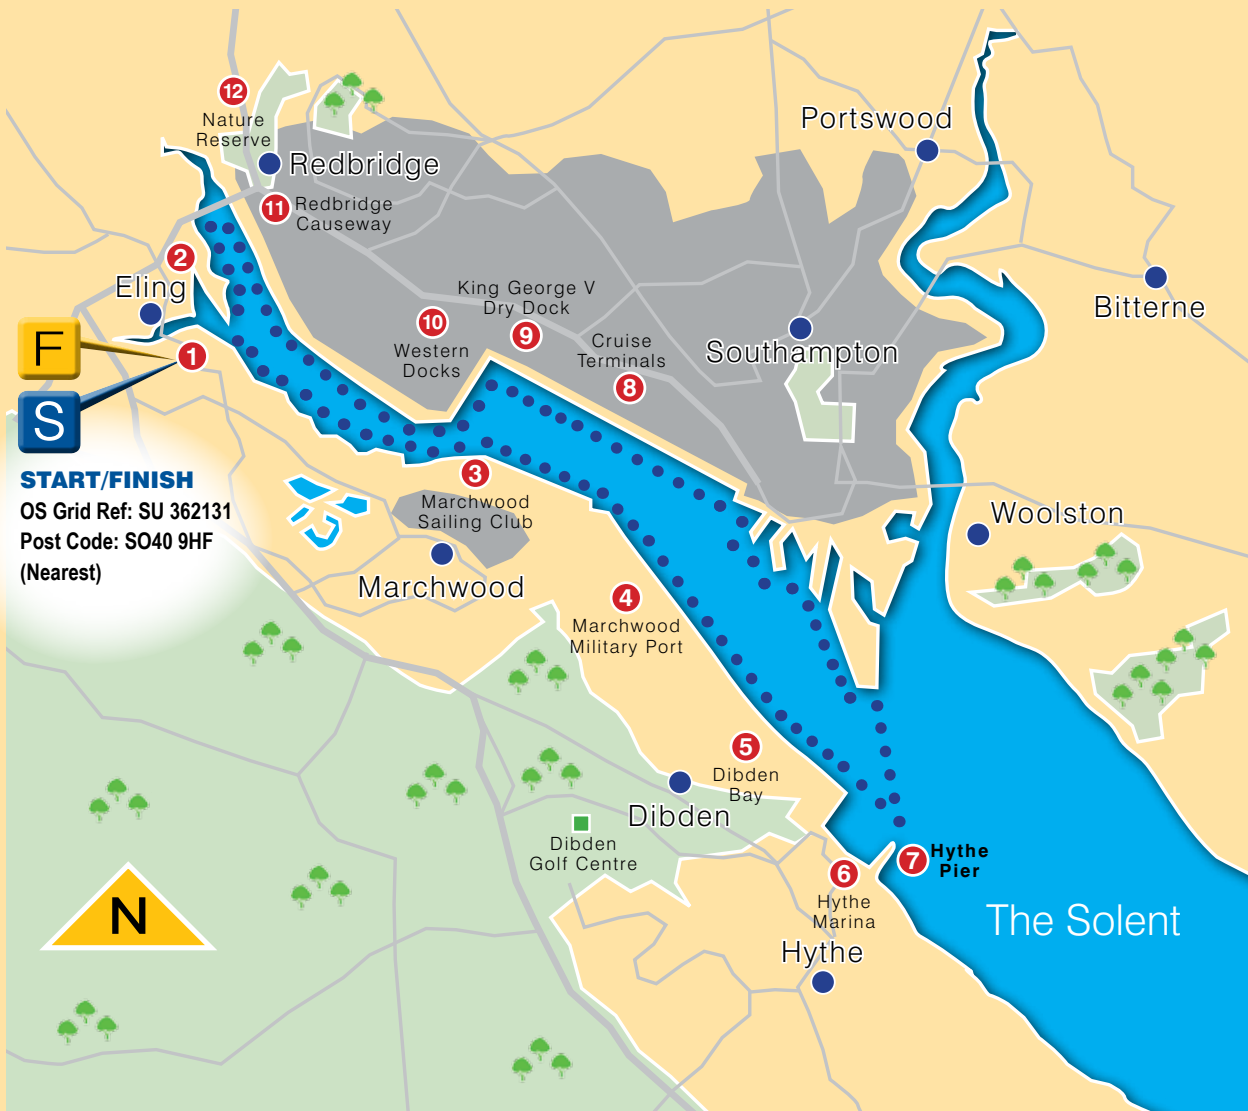 12
Nature
Reserve
Redbridge
11
Redbridge
Causeway
Portswood
2
Eling
Bitterne
King George V
Dry Dock
9
10
Western
Docks
Cruise
Terminals
8
Southampton
F
1
S
START/FINISH
OS Grid Ref: SU 362131
Post Code: SO40 9HF
(Nearest)
3
Marchwood
Sailing Club
Marchwood
Woolston
4
Marchwood
Military Port
5
Dibden
Bay
Dibden
Dibden
Golf Centre
7
Hythe
Pier
6
Hythe
Marina
Hythe
The Solent
N